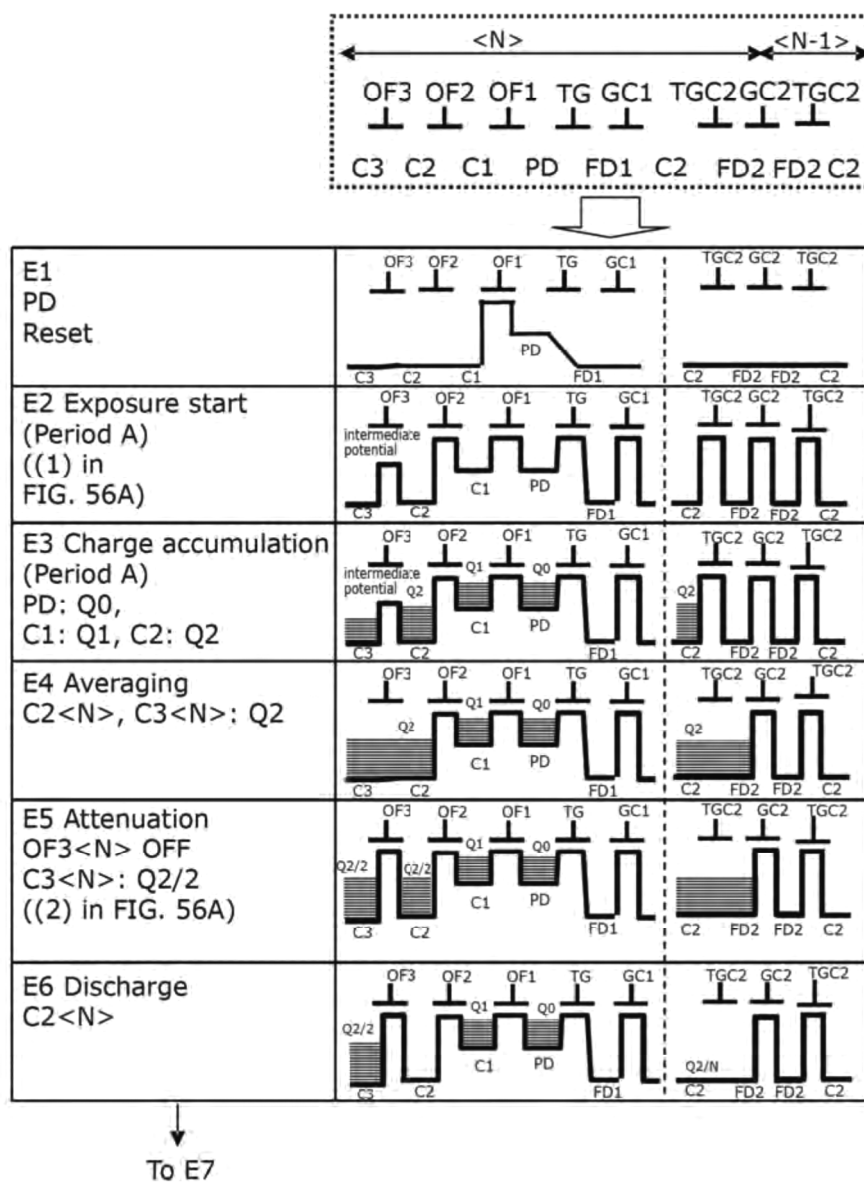 <N> <N-1>
OF3 OF2 OF1 TG GC1 TGC2 GC2 TGC2
C3 C2 C1 PD FD1 C2 FD2 FD2 C2
E1
PD
Reset
OF3 OF2 OF1 TG GC1 TGC2 GC2 TGC2
PD
C3 C2 C1 FD1 C2 FD2 FD2 C2
E2 Exposure start
(Period A)
((1) in
FIG. 56A)
OF3 OF2 OF1 TG GC1 TGC2 GC2 TGC2
intermediate
potential
C1 PD
C3 C2 FD1 C2 FD2 FD2 C2
E3 Charge accumulation
(Period A)
PD: Q0,
C1: Q1, C2: Q2
OF3 OF2 OF1 TG GC1 TGC2 GC2 TGC2
intermediate
potential
Q2 Q1 Q0 Q2
C1 PD
C3 C2 FD1 C2 FD2 FD2 C2
E4 Averaging
C2<N>, C3<N>: Q2
OF3 OF2 OF1 TG GC1 TGC2 GC2 TGC2
Q1 Q0
Q2 Q2
C1 PD
C3 C2 FD1 C2 FD2 FD2 C2
E5 Attenuation
OF3<N> OFF
C3<N>: Q2/2
((2) in FIG. 56A)
OF3 OF2 OF1 TG GC1 TGC2 GC2 TGC2
Q1 Q0
Q2/2 Q2/2
C1 PD
C3 C2 FD1 C2 FD2 FD2 C2
E6 Discharge
C2<N>
OF3 OF2 OF1 TG GC1 TGC2 GC2 TGC2
Q1 Q0
Q2/2
C1 PD
Q2/N
C3 C2 FD1 C2 FD2 FD2 C2
To E7